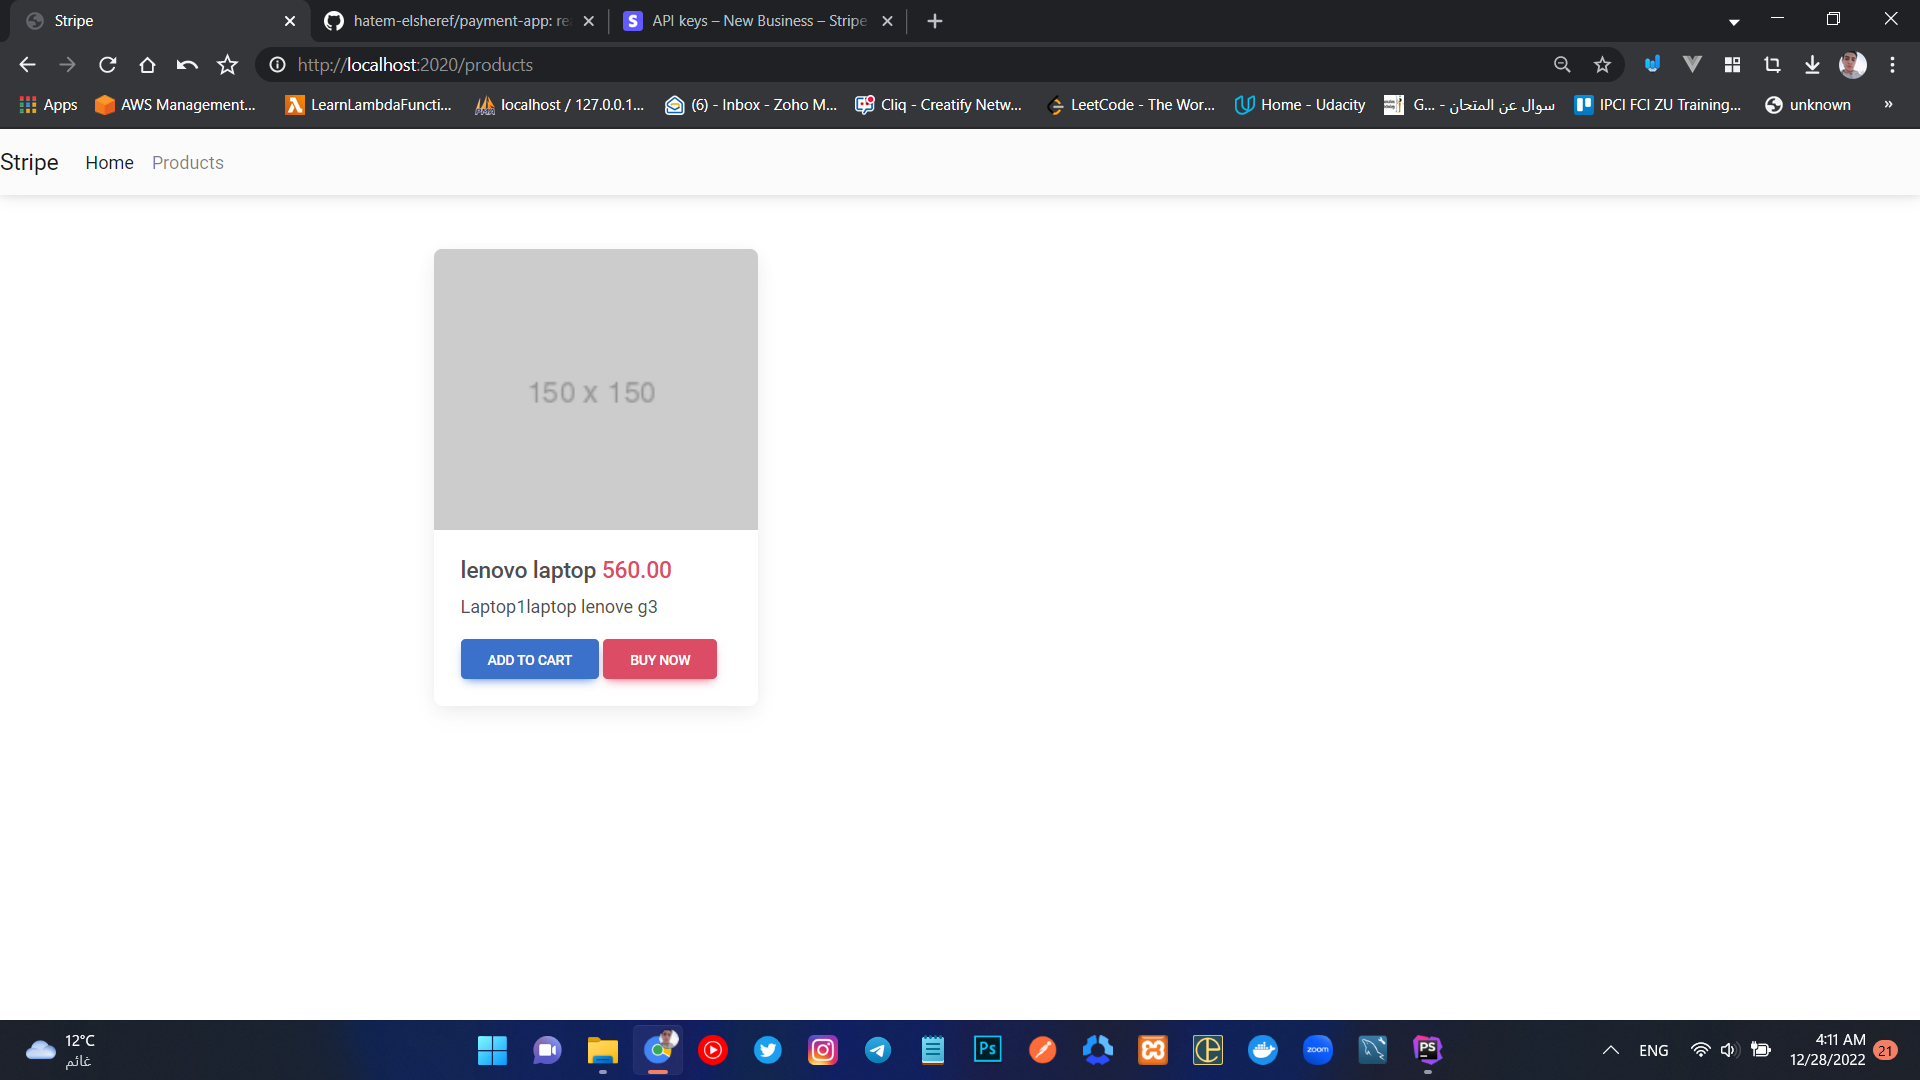 Stripe
hatem-elsheref/payment-app: re
API keys – New Business – Stripe
http://localhost:2020/products
Apps
AWS Management...
LearnLambdaFuncti...
localhost / 127.0.0.1...
(6) - Inbox - Zoho M...
Cliq - Creatify Netw...
LeetCode - The Wor...
Home - Udacity
G... - سوال عن المتحان
IPCI FCI ZU Training...
unknown
»
Stripe
Home
Products
150 x 150
lenovo laptop 560.00
Laptop1laptop lenove g3
ADD TO CART
BUY NOW
12°C
غائم
Ps
zoom
PS
ENG
4:11 AM
12/28/2022
21